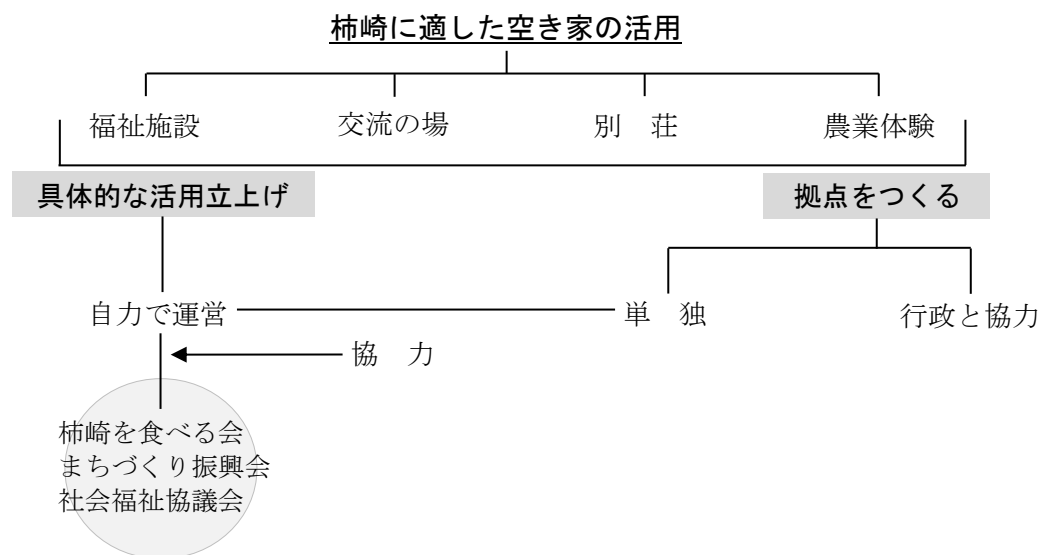 柿崎に適した空き家の活用
福祉施設
交流の場
別　荘
農業体験
具体的な活用立上げ
拠点をつくる
自力で運営
単　独
行政と協力
協　力
柿崎を食べる会
まちづくり振興会
社会福祉協議会